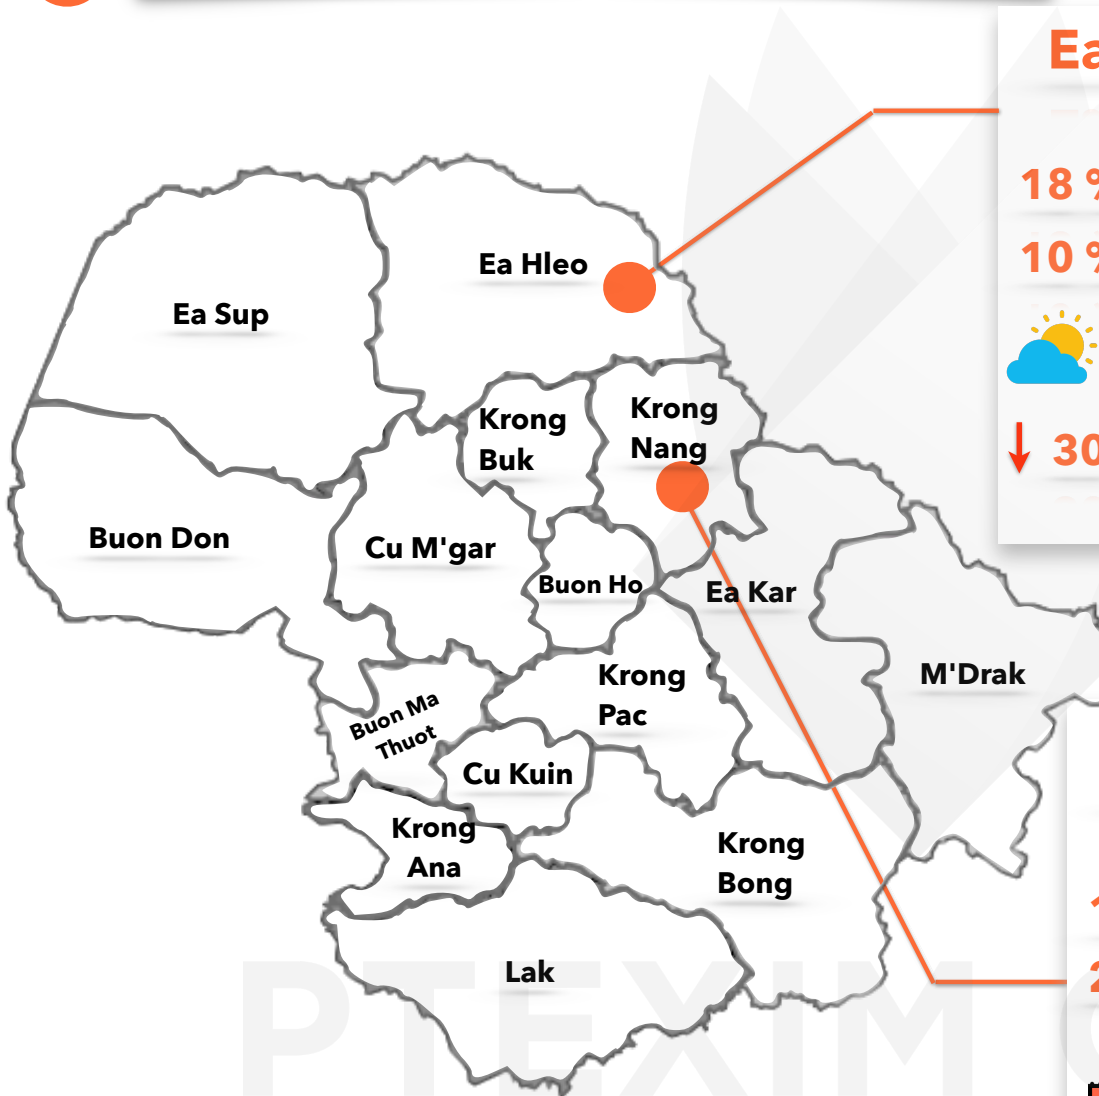 Ea
18 %
10 %
30
Ea Hleo
Ea Sup
Krong
Buk
Krong
Nang
Buon Don
Cu M'gar
Buon Ho
Ea Kar
M'Drak
Krong
Pac
Buon Ma
Thuot
Cu Kuin
Krong
Ana
Krong
Bong
Lak
PTEXIM